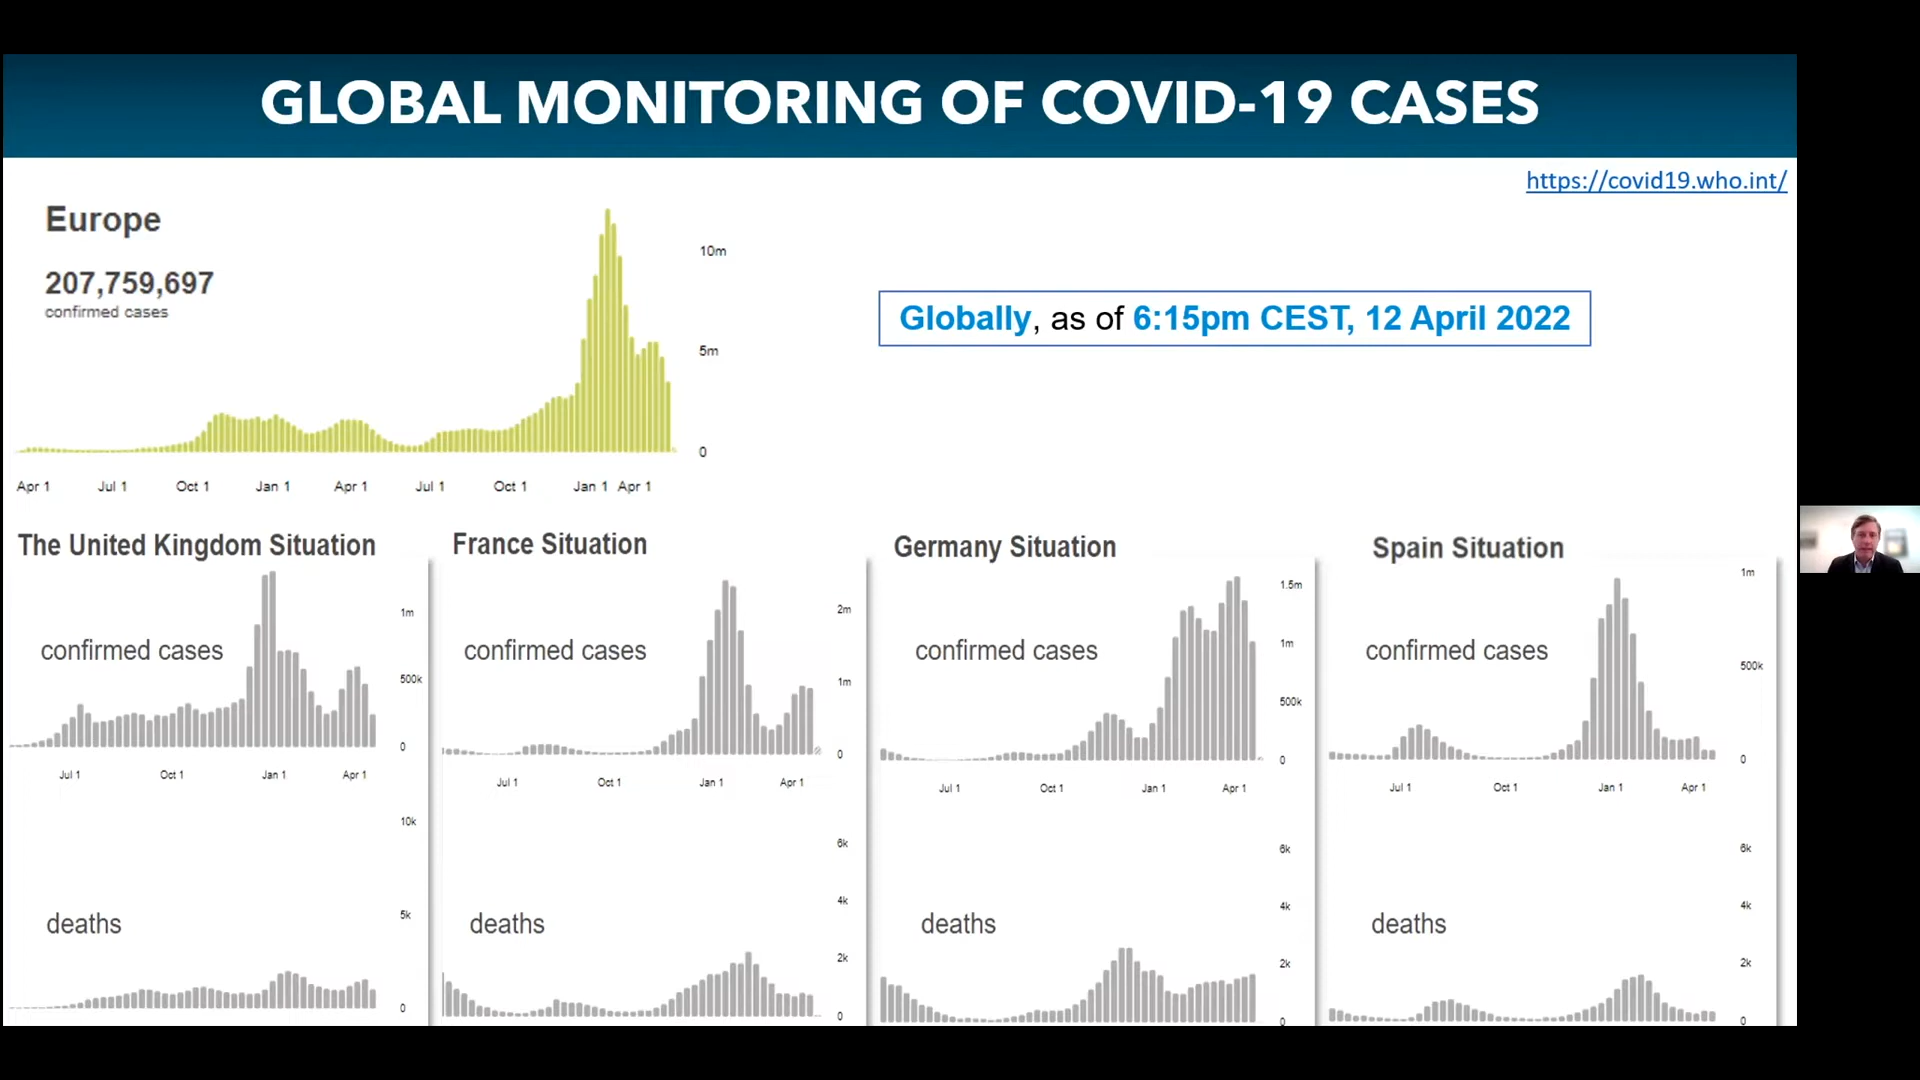 GLOBAL MONITORING OF COVID-19 CASES
https://covid19.who.int/
Europe
207,759,697
confirmed cases
10m
5m
0
Apr 1 Jul 1 Oct 1 Jan 1 Apr 1 Jul 1 Oct 1 Jan 1 Apr 1
Globally, as of 6:15pm CEST, 12 April 2022
The United Kingdom Situation
confirmed cases
1m
500k
0
Jul 1 Oct 1 Jan 1 Apr 1
10k
5k
0
deaths
France Situation
confirmed cases
2m
1m
0
Jul 1 Oct 1 Jan 1 Apr 1
6k
4k
2k
0
deaths
Germany Situation
confirmed cases
1.5m
1m
500k
0
Jul 1 Oct 1 Jan 1 Apr 1
6k
4k
2k
0
deaths
Spain Situation
confirmed cases
1m
500k
0
Jul 1 Oct 1 Jan 1 Apr 1
6k
4k
2k
0
deaths